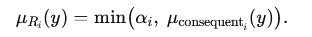 μ_{R_i}(y) = min(α_i, μ_{consequent_i}(y)).